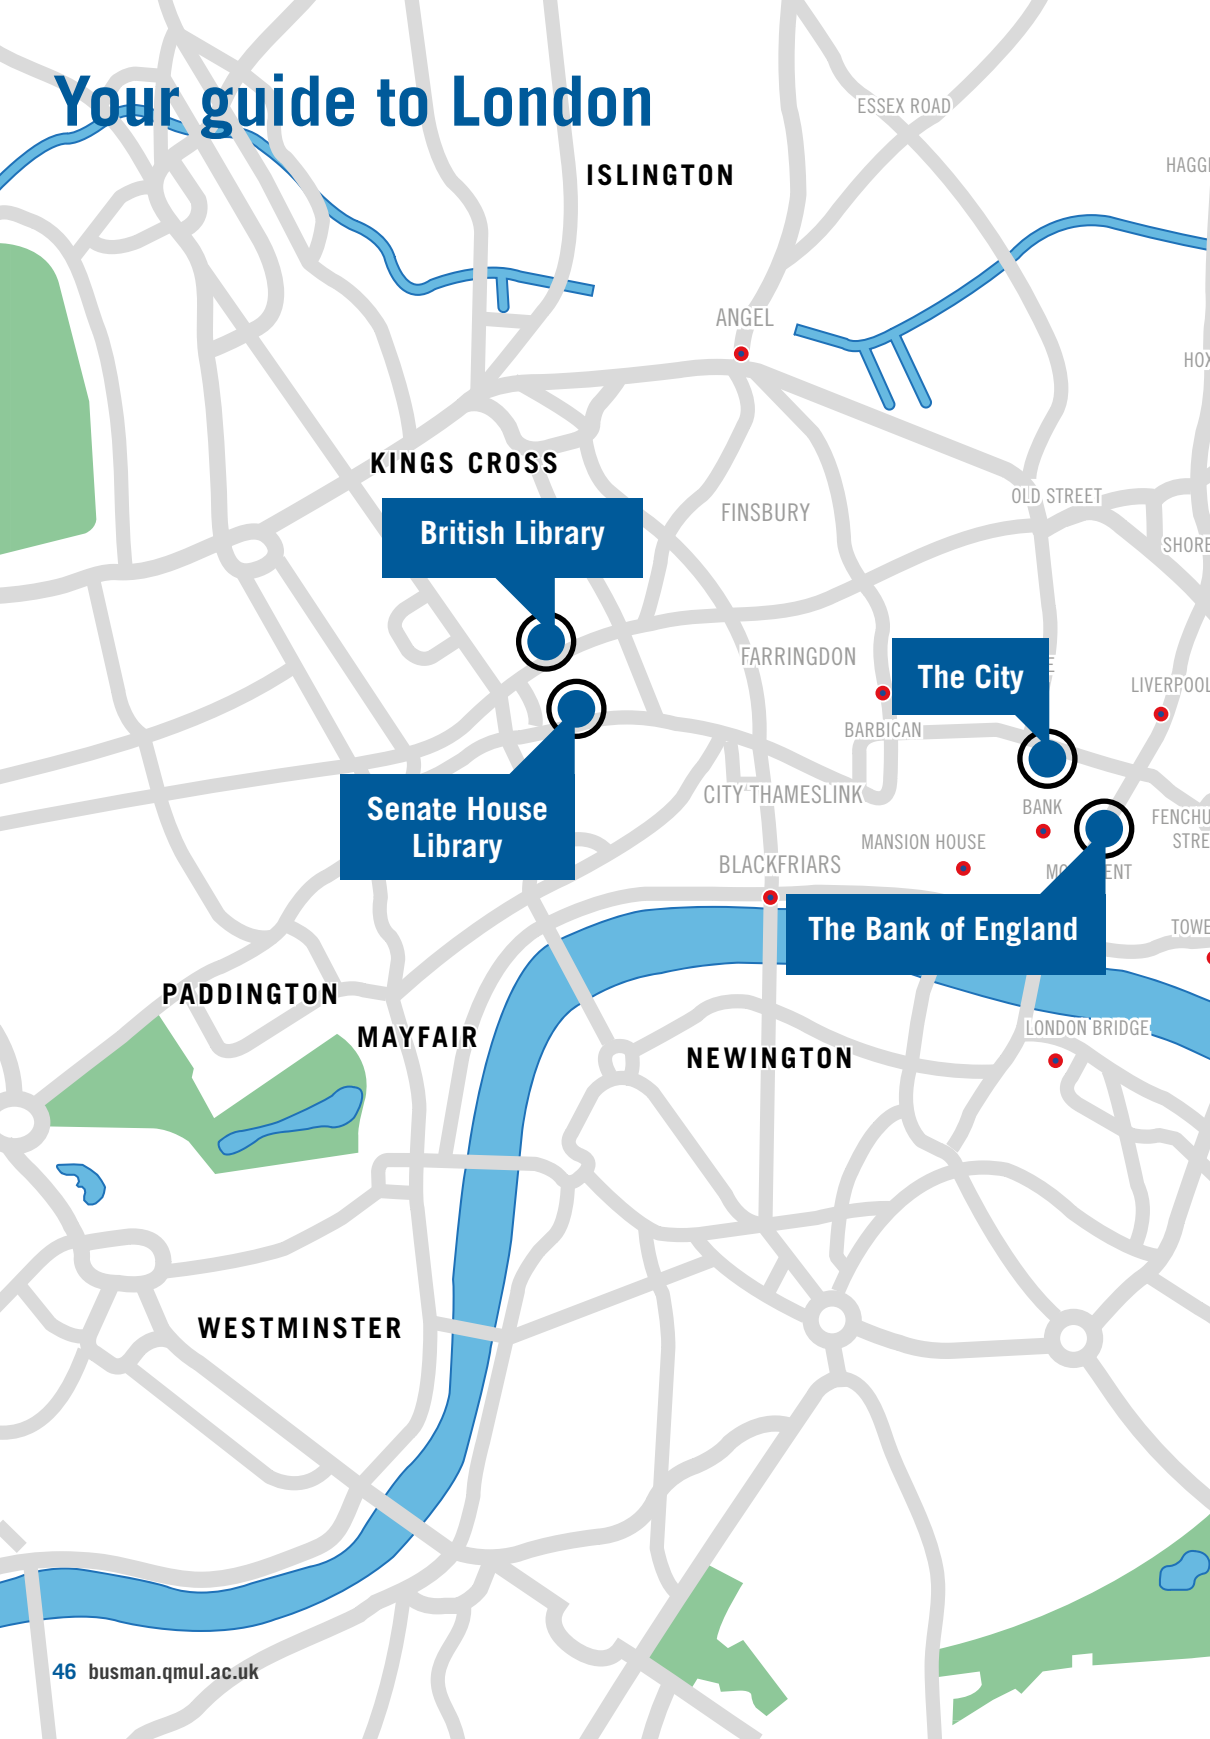 Your guide to London
ESSEX ROAD
ISLINGTON
ANGEL
KINGS CROSS
British Library
FINSBURY
OLD STREET
FARRINGDON
The City
BARBICAN
Senate House
Library
CITY THAMESLINK
BANK
MANSION HOUSE
BLACKFRIARS
The Bank of England
PADDINGTON
MAYFAIR
LONDON BRIDGE
NEWINGTON
WESTMINSTER
46 busman.qmul.ac.uk